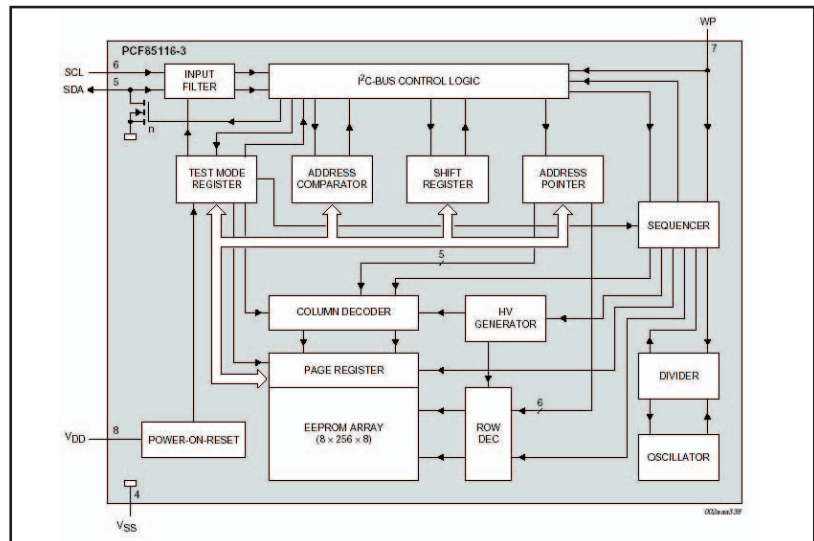 WP
PCF85116-3
7
SCL
6
SDA
5
INPUT
FILTER
I²C-BUS CONTROL LOGIC
n
TEST MODE
REGISTER
ADDRESS
COMPARATOR
SHIFT
REGISTER
ADDRESS
POINTER
SEQUENCER
5
COLUMN DECODER
HV
GENERATOR
PAGE REGISTER
DIVIDER
EEPROM ARRAY
(8 × 256 × 8)
ROW
DEC
6
VDD
8
POWER-ON-RESET
OSCILLATOR
4
VSS
002aaa338